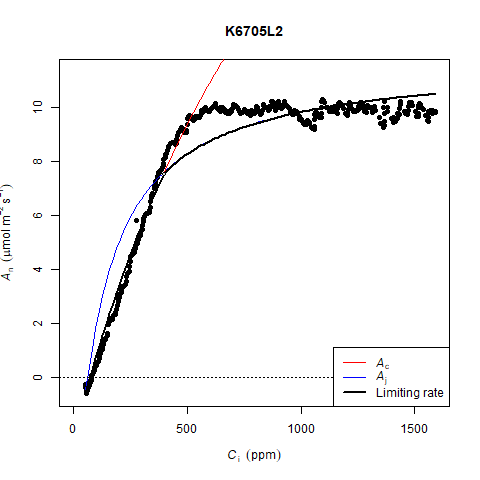 K6705L2
Aₙ (μmol m⁻² s⁻¹)
0 2 4 6 8 10
0 500 1000 1500
Cᵢ (ppm)
A꜀
Aⱼ
Limiting rate